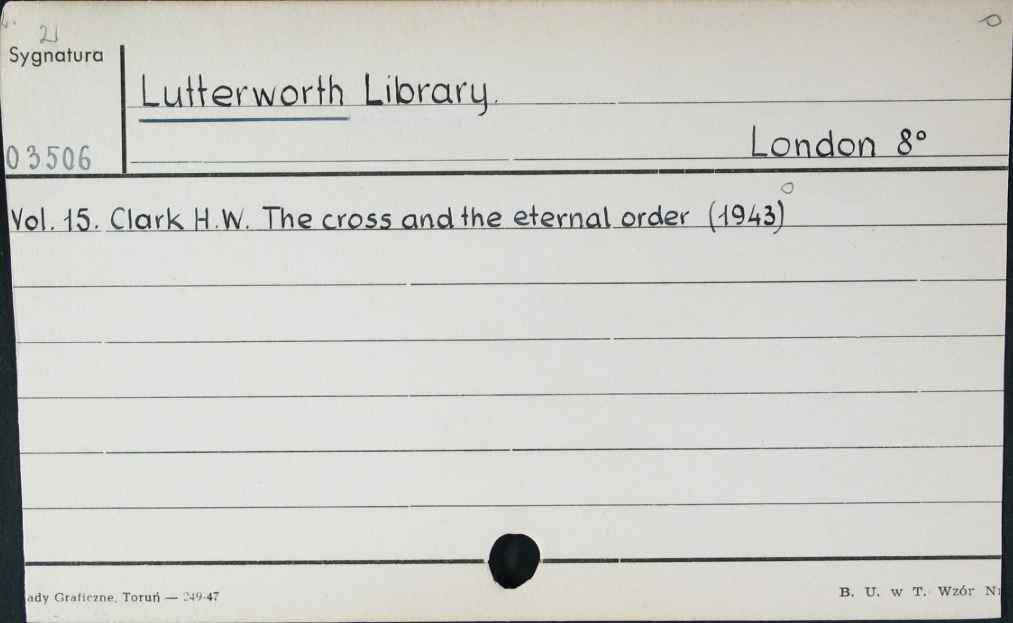 21
Sygnatura
Lutterworth Library.
London 8°
03506
Vol. 15. Clark H.W. The cross and the eternal order (1943)
ady Graficzne, Toruń — 249-47
B. U. w T. Wzór Nr